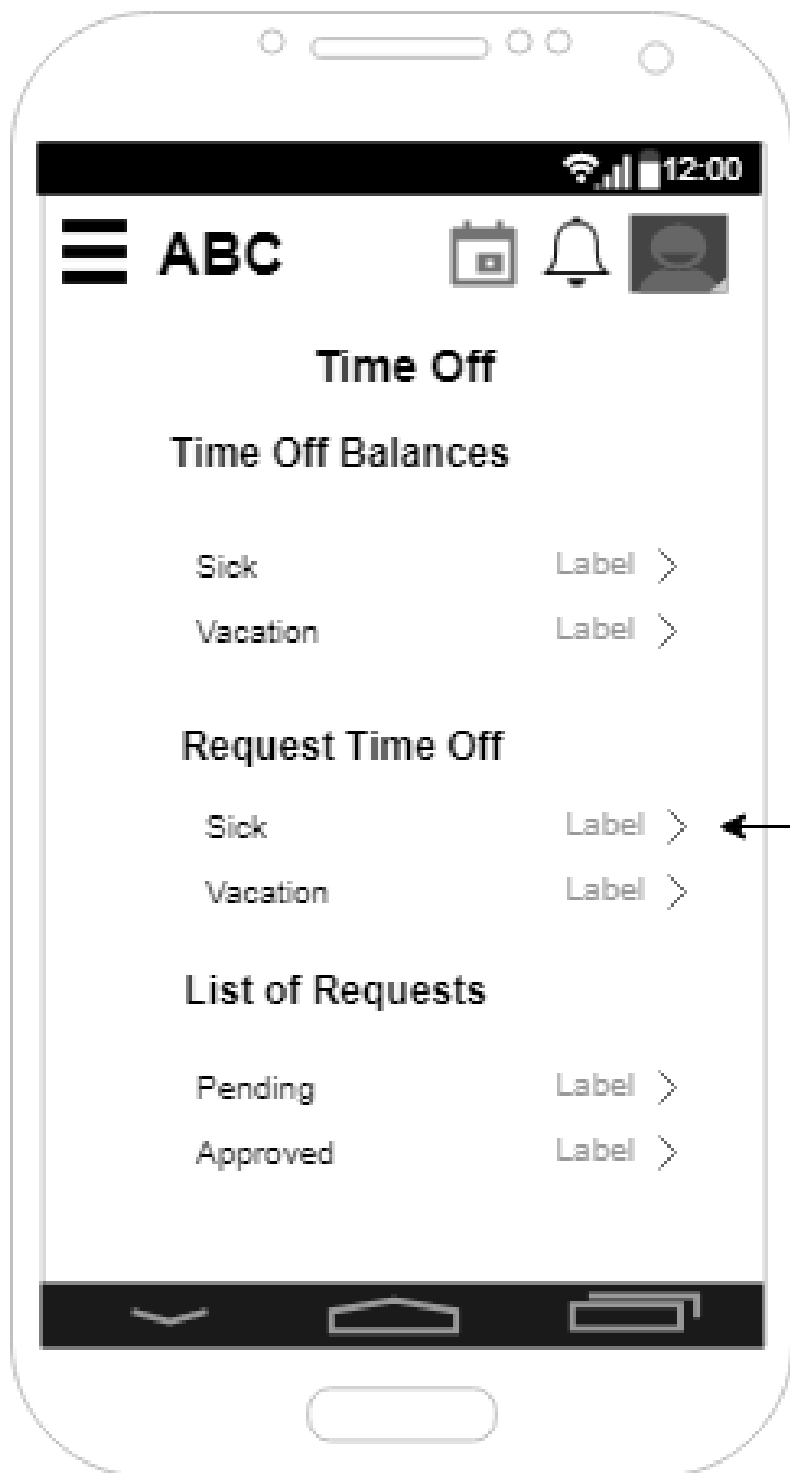 12:00
ABC
Time Off
Time Off Balances
Sick Label
Vacation Label
Request Time Off
Sick Label
Vacation Label
List of Requests
Pending Label
Approved Label